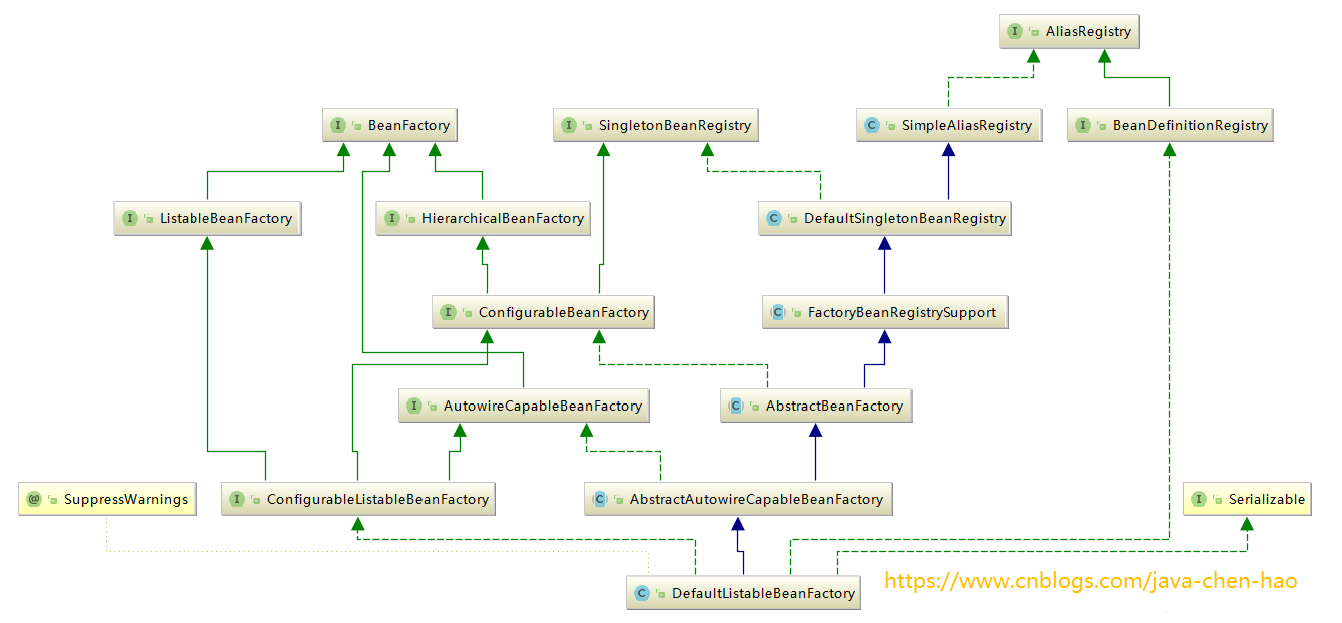 I AliasRegistry
I BeanFactory
I SingletonBeanRegistry
C SimpleAliasRegistry
I BeanDefinitionRegistry
I ListableBeanFactory
I HierarchicalBeanFactory
C DefaultSingletonBeanRegistry
I ConfigurableBeanFactory
C FactoryBeanRegistrySupport
I AutowireCapableBeanFactory
C AbstractBeanFactory
@ SuppressWarnings
I ConfigurableListableBeanFactory
C AbstractAutowireCapableBeanFactory
I Serializable
C DefaultListableBeanFactory
https://www.cnblogs.com/java-chen-hao